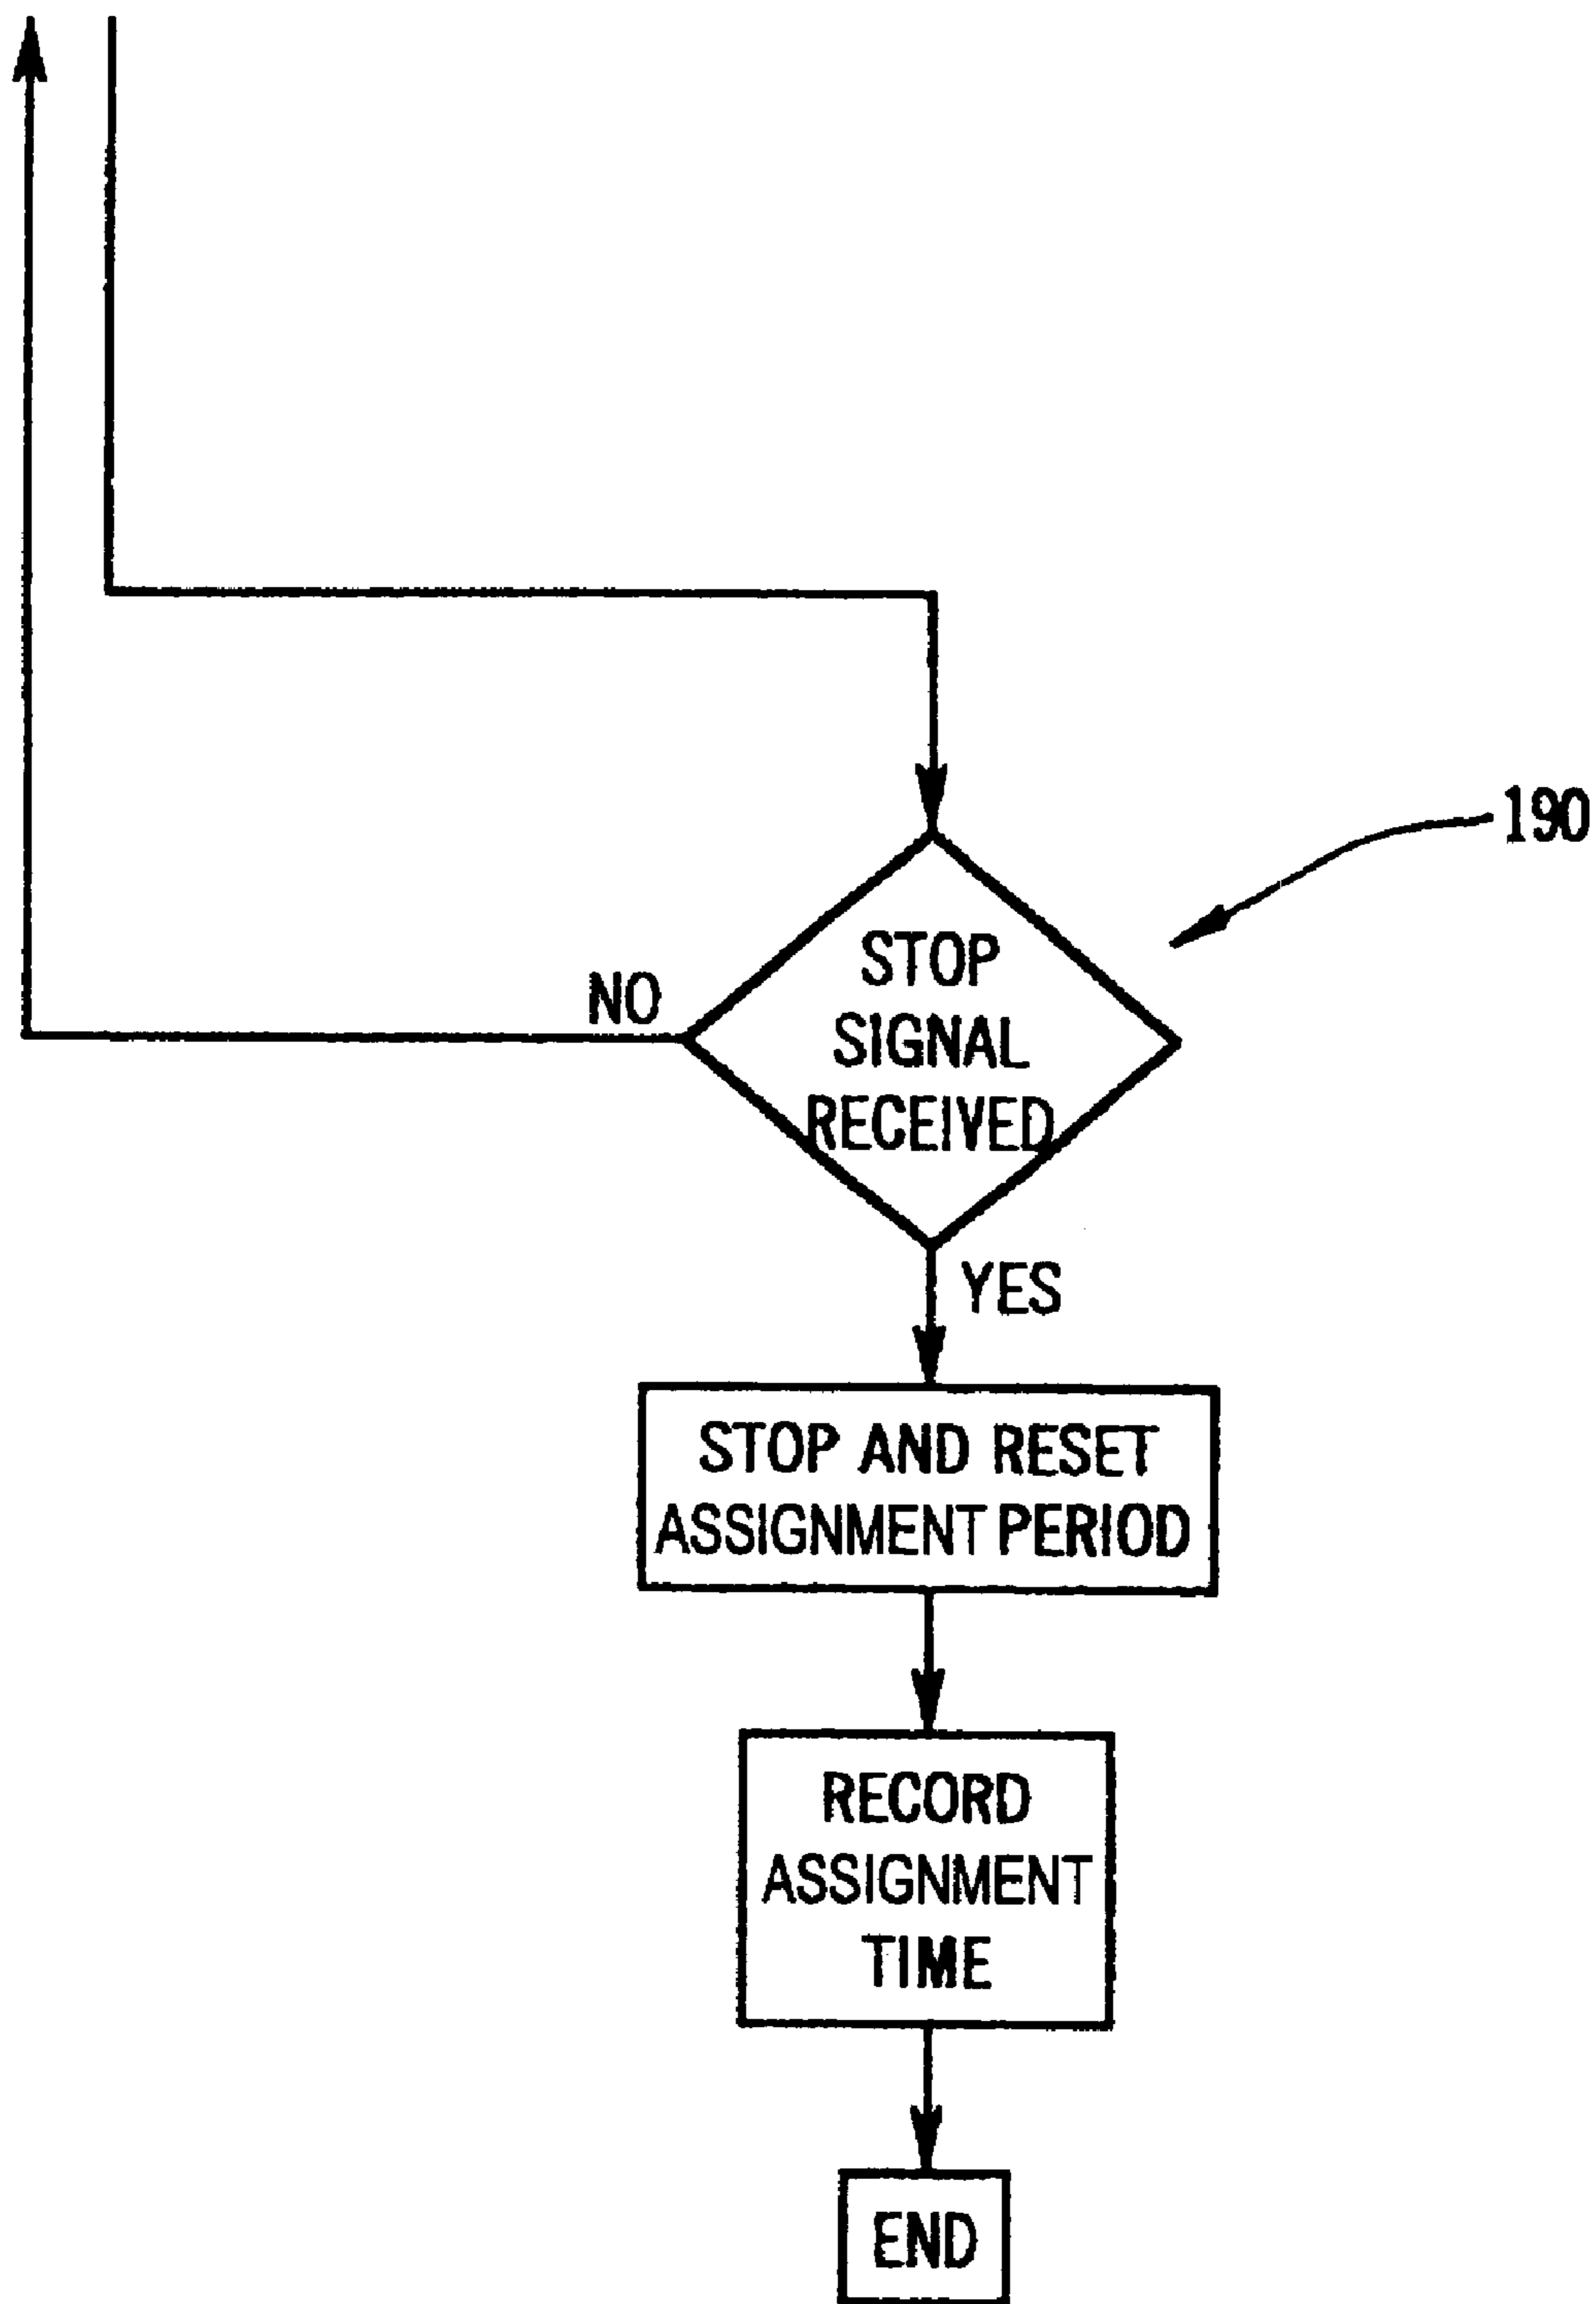 190
STOP
SIGNAL
RECEIVED
NO
YES
STOP AND RESET
ASSIGNMENT PERIOD
RECORD
ASSIGNMENT
TIME
END